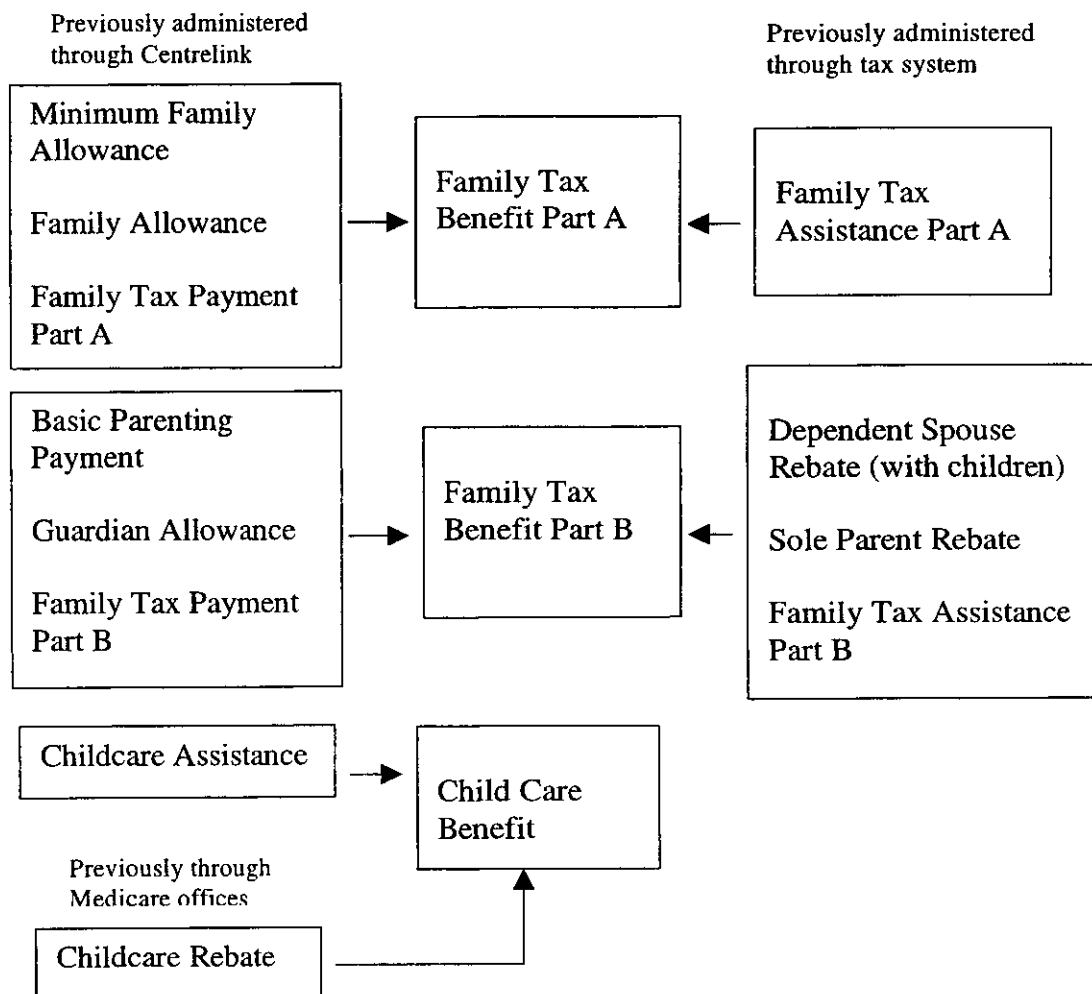 Previously administered
through Centrelink
Previously administered
through tax system
Minimum Family
Allowance
Family Allowance
Family Tax Payment
Part A
Family Tax
Benefit Part A
Family Tax
Assistance Part A
Basic Parenting
Payment
Guardian Allowance
Family Tax Payment
Part B
Family Tax
Benefit Part B
Dependent Spouse
Rebate (with children)
Sole Parent Rebate
Family Tax Assistance
Part B
Childcare Assistance
Child Care
Benefit
Previously through
Medicare offices
Childcare Rebate